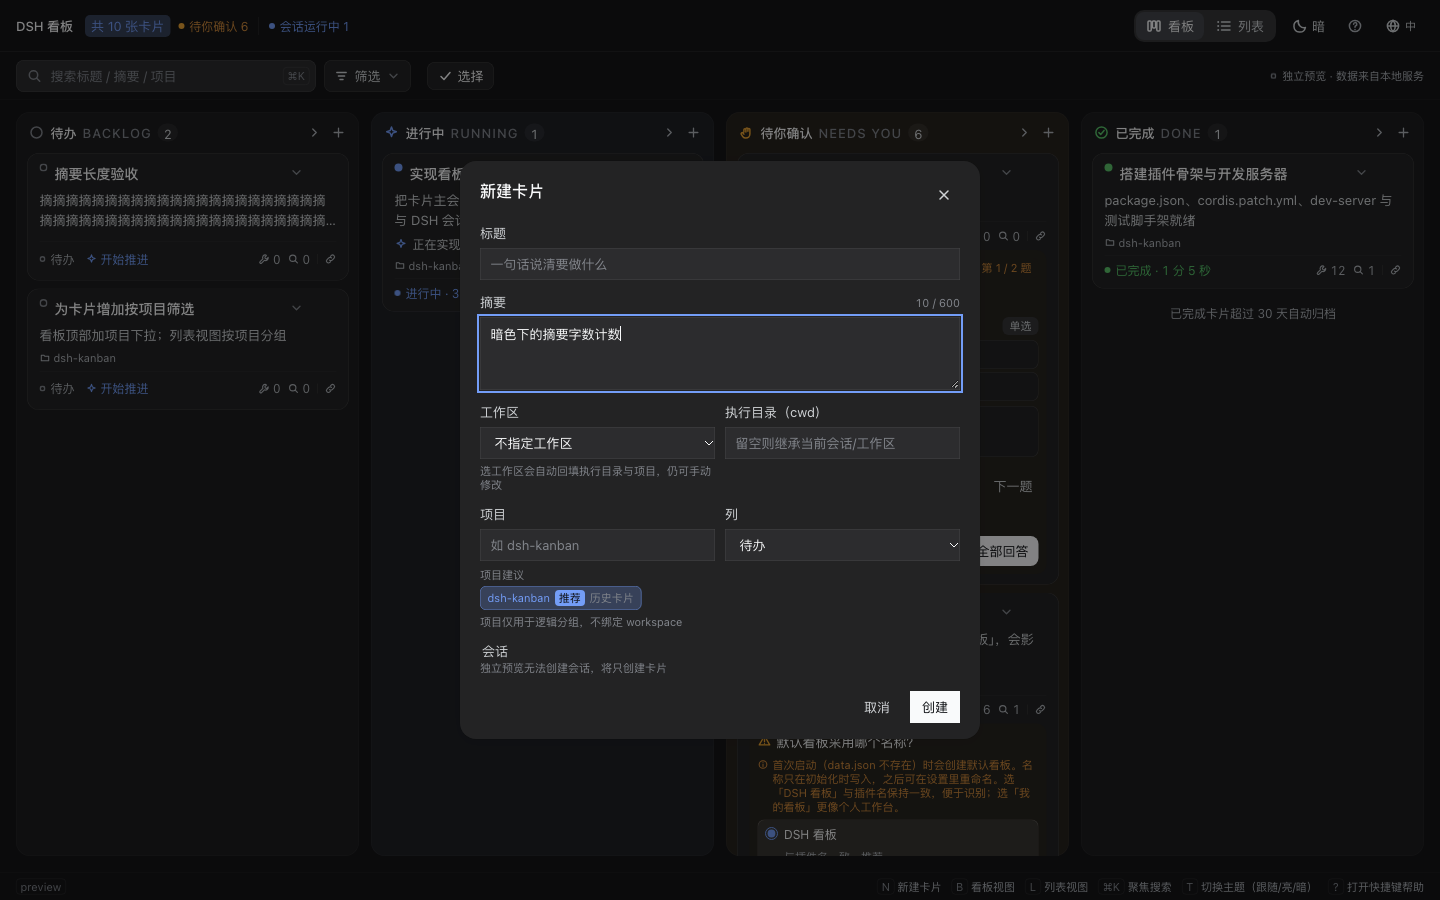 DSH 看板
共 10 张卡片
待你确认 6
会话运行中 1
看板
列表
暗
中
搜索标题 / 摘要 / 项目
⌘K
筛选
选择
独立预览 · 数据来自本地服务
待办 BACKLOG 2
摘要长度验收
摘摘摘摘摘摘摘摘摘摘摘摘摘摘摘摘摘摘摘摘摘摘
摘摘摘摘摘摘摘摘摘摘摘摘摘摘摘摘摘摘摘摘摘摘...
待办 开始推进 0 0
为卡片增加按项目筛选
看板顶部加项目下拉；列表视图按项目分组
dsh-kanban
待办 开始推进 0 0
进行中 RUNNING 1
实现看板
把卡片主会
与 DSH 会
正在实现
dsh-kanba
进行中 · 3
待你确认 NEEDS YOU 6
0 0
第 1 / 2 题
单选
下一题
全部回答
板」，会影
6 1
默认看板采用哪个名称?
首次启动（data.json 不存在）时会创建默认看板。名
称只在初始化时写入，之后可在设置里重命名。选
「DSH 看板」与插件名保持一致，便于识别；选「我
的看板」更像个人工作台。
DSH 看板
已完成 DONE 1
搭建插件骨架与开发服务器
package.json、cordis.patch.yml、dev-server 与
测试脚手架就绪
dsh-kanban
已完成 · 1 分 5 秒 12 1
已完成卡片超过 30 天自动归档
新建卡片
标题
一句话说清要做什么
摘要 10 / 600
暗色下的摘要字数计数
工作区
不指定工作区
选工作区会自动回填执行目录与项目，仍可手动
修改
执行目录（cwd）
留空则继承当前会话/工作区
项目
如 dsh-kanban
列
待办
项目建议
dsh-kanban 推荐 历史卡片
项目仅用于逻辑分组，不绑定 workspace
会话
独立预览无法创建会话，将只创建卡片
取消
创建
preview
N 新建卡片 B 看板视图 L 列表视图 ⌘K 聚焦搜索 T 切换主题（跟随/亮/暗） ? 打开快捷键帮助